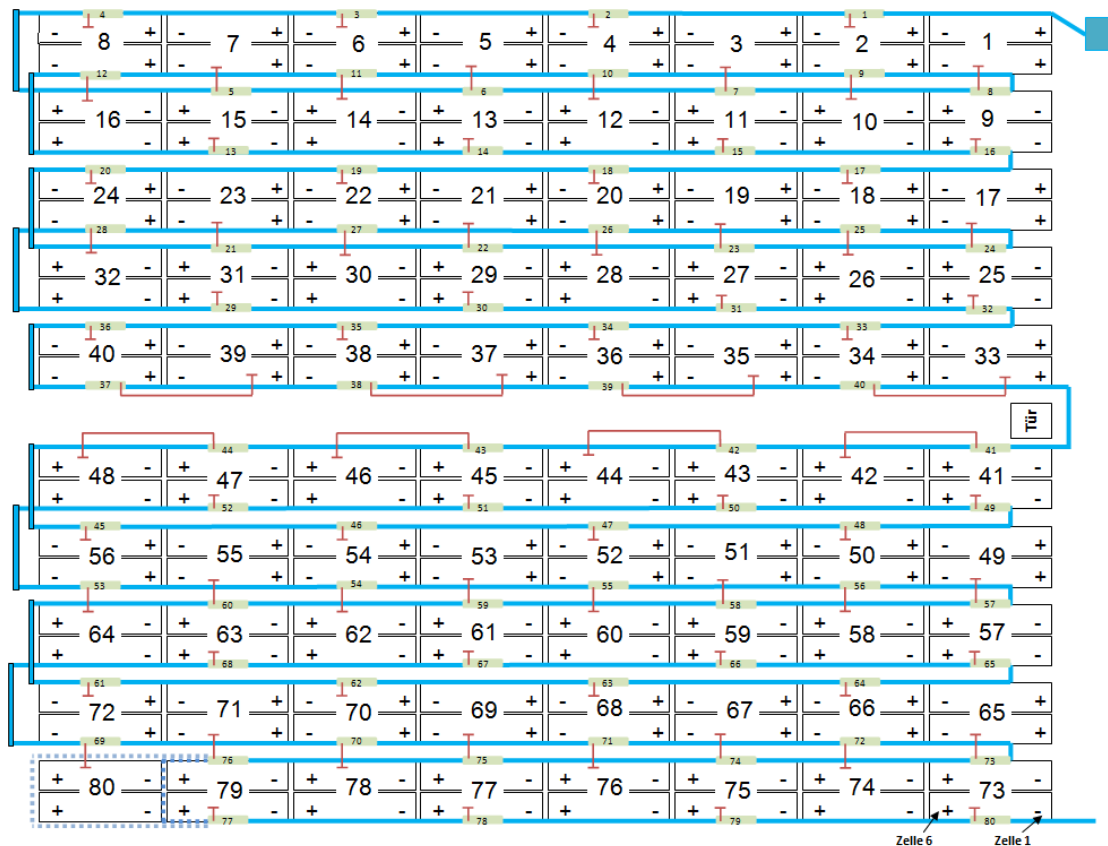 4 3 2 1
- + - + - + - + - + - + - + - +
8 7 6 5 4 3 2 1
- + - + - + - + - + - + - + - +
12 11 10 9
5 6 7 8
+ - + - + - + - + - + - + - + -
16 15 14 13 12 11 10 9
+ - + - + - + - + - + - + - + -
13 14 15 16
20 19 18 17
- + - + - + - + - + - + - + - +
24 23 22 21 20 19 18 17
- + - + - + - + - + - + - + - +
28 27 26 25
21 22 23 24
+ - + - + - + - + - + - + - + -
32 31 30 29 28 27 26 25
+ - + - + - + - + - + - + - + -
29 30 31 32
36 35 34 33
- + - + - + - + - + - + - + - +
40 39 38 37 36 35 34 33
- + - + - + - + - + - + - + - +
37 38 39 40
Tür
44 43 42 41
+ - + - + - + - + - + - + - + -
48 47 46 45 44 43 42 41
+ - + - + - + - + - + - + - + -
52 51 50 49
45 46 47 48
- + - + - + - + - + - + - + - +
56 55 54 53 52 51 50 49
- + - + - + - + - + - + - + - +
53 54 55 56
60 59 58 57
+ - + - + - + - + - + - + - + -
64 63 62 61 60 59 58 57
+ - + - + - + - + - + - + - + -
68 67 66 65
61 62 63 64
- + - + - + - + - + - + - + - +
72 71 70 69 68 67 66 65
- + - + - + - + - + - + - + - +
69 70 71 72
76 75 74 73
+ - + - + - + - + - + - + - + -
80 79 78 77 76 75 74 73
+ - + - + - + - + - + - + - + -
77 78 79 80
Zelle 6 Zelle 1